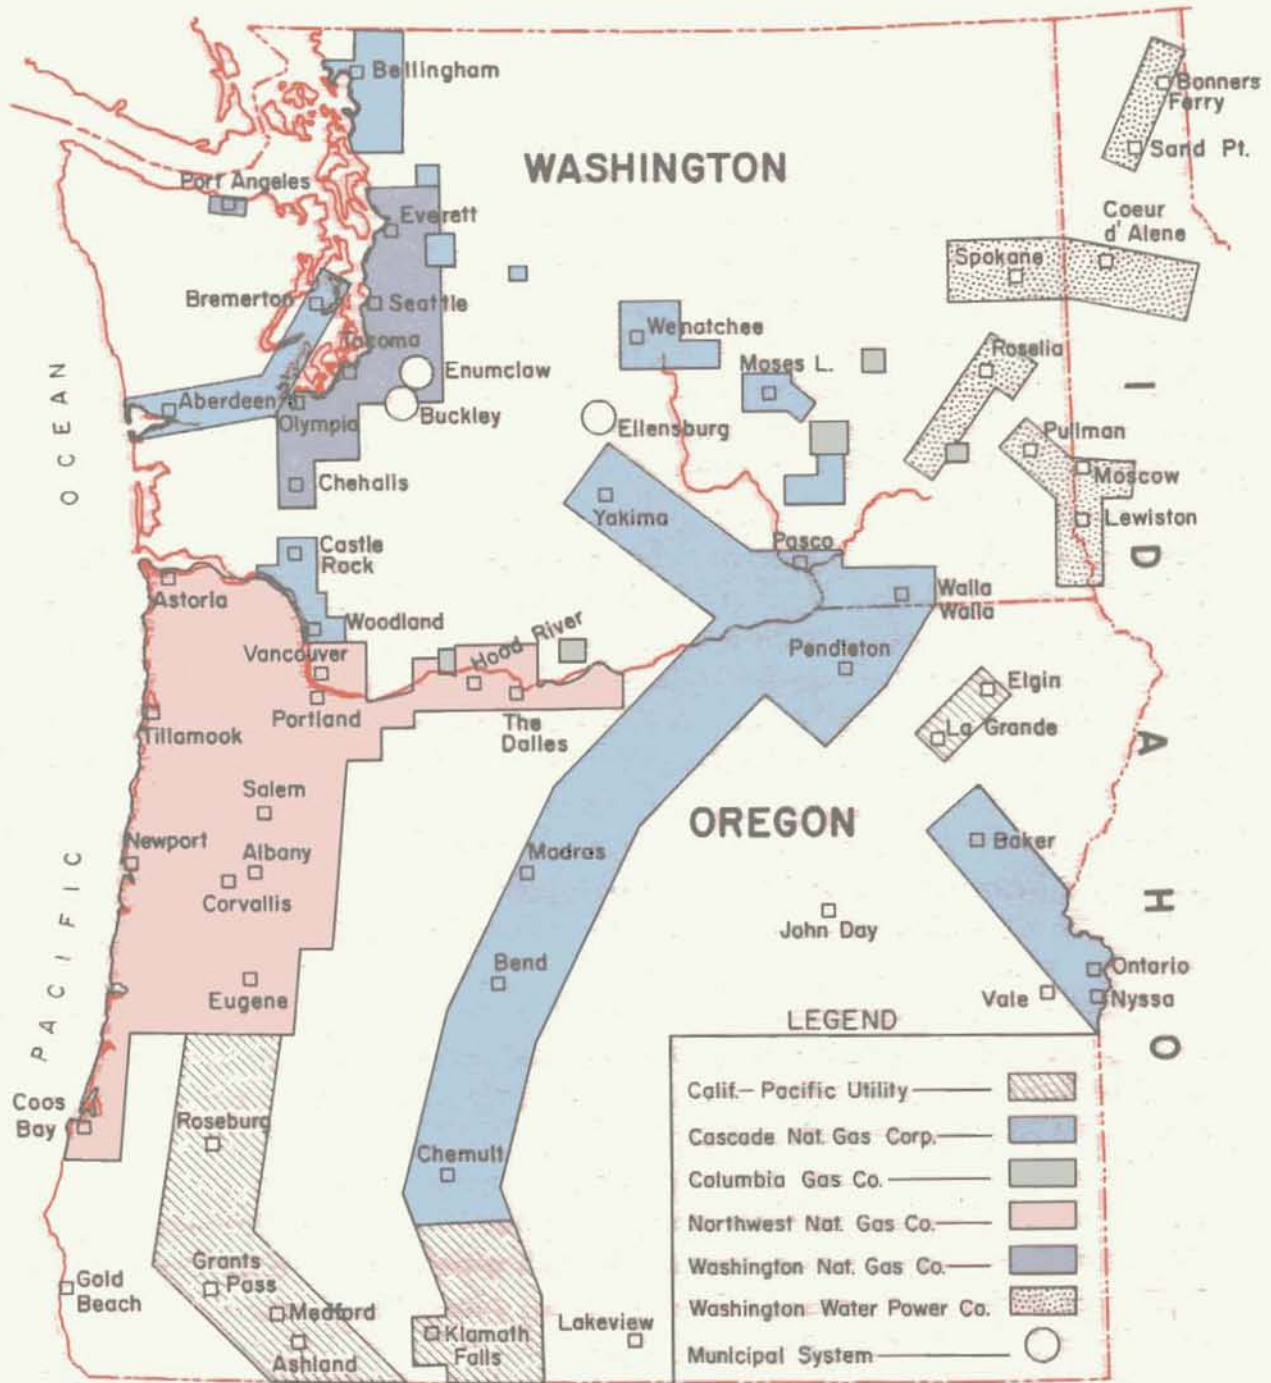 Bellingham
Bonners
Ferry
WASHINGTON
Sand Pt.
Port Angeles
Everett
Coeur
d'Alene
Spokane
Bremerton
Seattle
Wenatchee
Tacoma
Roselia
Moses L.
Enumclaw
Aberdeen
Olympia
Buckley
Ellensburg
Pullman
Moscow
Chehalis
Yakima
Lewiston
OCEAN
IDAHO
Castle
Rock
Pasco
Astoria
Walla
Walla
Woodland
Hood River
Vancouver
Pendleton
Elgin
Portland
The
Dalles
La Grande
Tillamook
Salem
OREGON
Newport
Albany
Madras
Baker
Corvallis
PACIFIC
John Day
Bend
Ontario
Eugene
Vale
Nyssa
LEGEND
Coos
Bay
Roseburg
Chemult
Calif.- Pacific Utility
Cascade Nat. Gas Corp.
Columbia Gas Co.
Northwest Nat. Gas Co.
Washington Nat. Gas Co.
Washington Water Power Co.
Municipal System
Grants
Pass
Gold
Beach
Medford
Ashland
Klamath
Falls
Lakeview